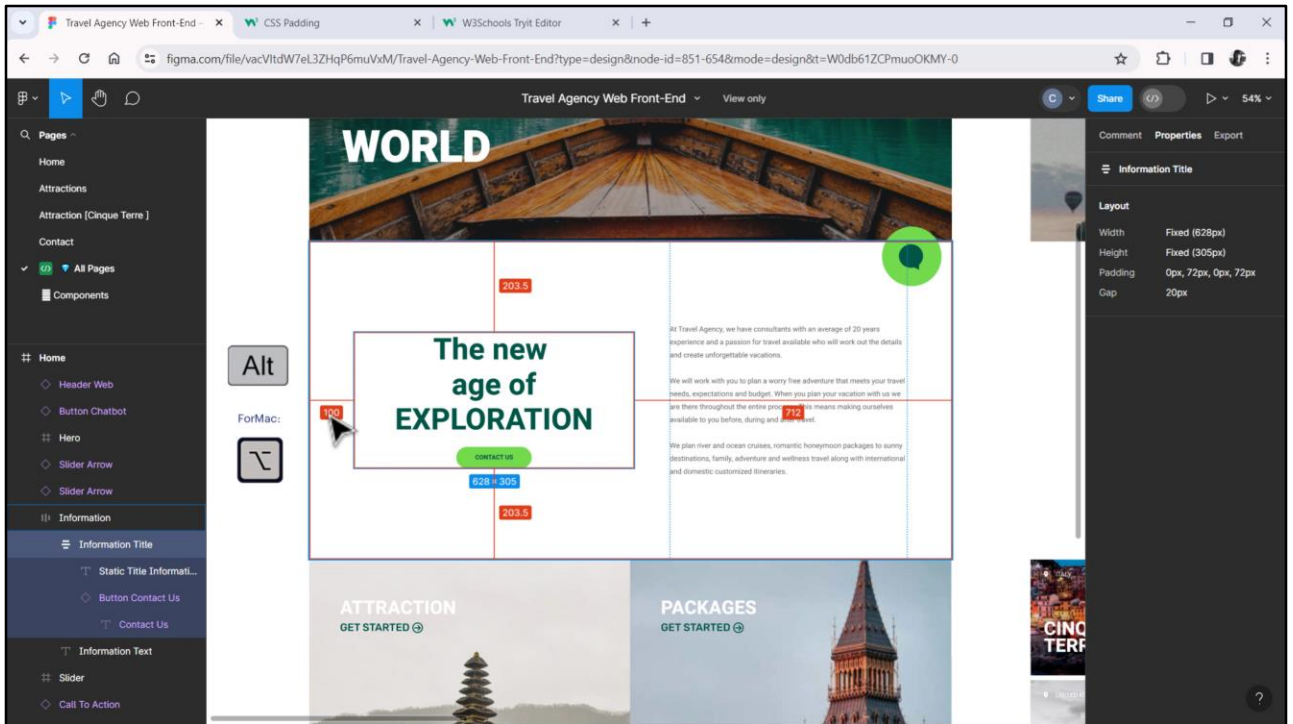 Travel Agency Web Front-End –
CSS Padding
W3Schools Tryit Editor
figma.com/file/vacVItdW7eL3ZHqP6muVxM/Travel-Agency-Web-Front-End?type=design&node-id=851-654&mode=design&t=W0db61ZCPmuoOKMY-0
Travel Agency Web Front-End
View only
C
Share
54%
Pages
Home
Attractions
Attraction [Cinque Terre ]
Contact
All Pages
Components
Home
Header Web
Button Chatbot
Hero
Slider Arrow
Slider Arrow
Information
Information Title
Static Title Informati...
Button Contact Us
Contact Us
Information Text
Slider
Call To Action
Alt
ForMac:
WORLD
203.5
The new
age of
EXPLORATION
CONTACT US
628 × 305
203.5
100
712
At Travel Agency, we have consultants with an average of 20 years
experience and a passion for travel available who will work out the details
and create unforgettable vacations.
We will work with you to plan a worry free adventure that meets your travel
needs, expectations and budget. When you plan your vacation with us we
are there throughout the entire process. This means making ourselves
available to you before, during and after travel.
We plan river and ocean cruises, romantic honeymoon packages to sunny
destinations, family, adventure and wellness travel along with international
and domestic customized itineraries.
ATTRACTION
GET STARTED
PACKAGES
GET STARTED
ITALY
CINQ
TERR
Comment
Properties
Export
Information Title
Layout
Width Fixed (628px)
Height Fixed (305px)
Padding 0px, 72px, 0px, 72px
Gap 20px
?